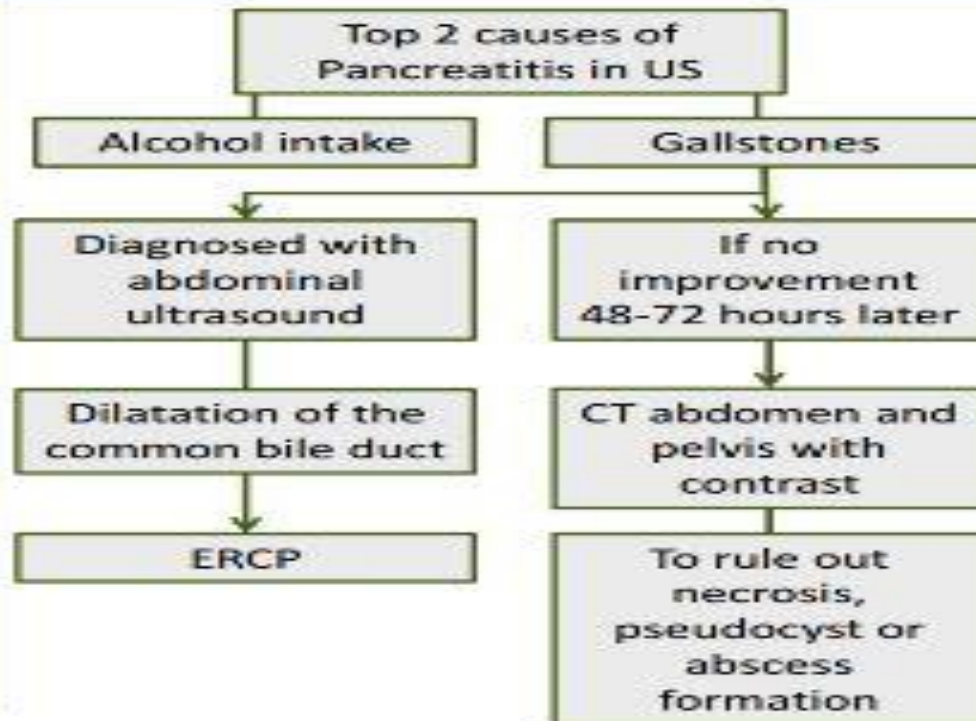 Top 2 causes of
Pancreatitis in US
Alcohol intake
Gallstones
Diagnosed with
abdominal
ultrasound
If no
improvement
48-72 hours later
Dilatation of the
common bile duct
CT abdomen and
pelvis with
contrast
ERCP
To rule out
necrosis,
pseudocyst or
abscess
formation